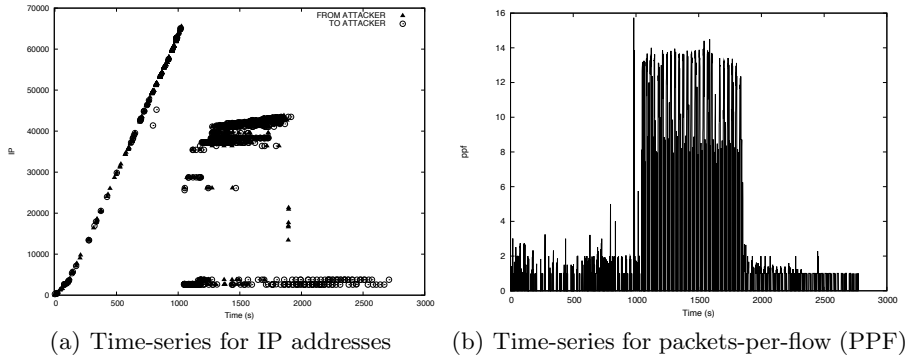 FROM ATTACKER
TO ATTACKER
70000
60000
50000
40000
30000
20000
10000
0
IP
0 500 1000 1500 2000 2500 3000
Time (s)
(a) Time-series for IP addresses
16
14
12
10
8
6
4
2
0
ppf
0 500 1000 1500 2000 2500 3000
Time (s)
(b) Time-series for packets-per-flow (PPF)